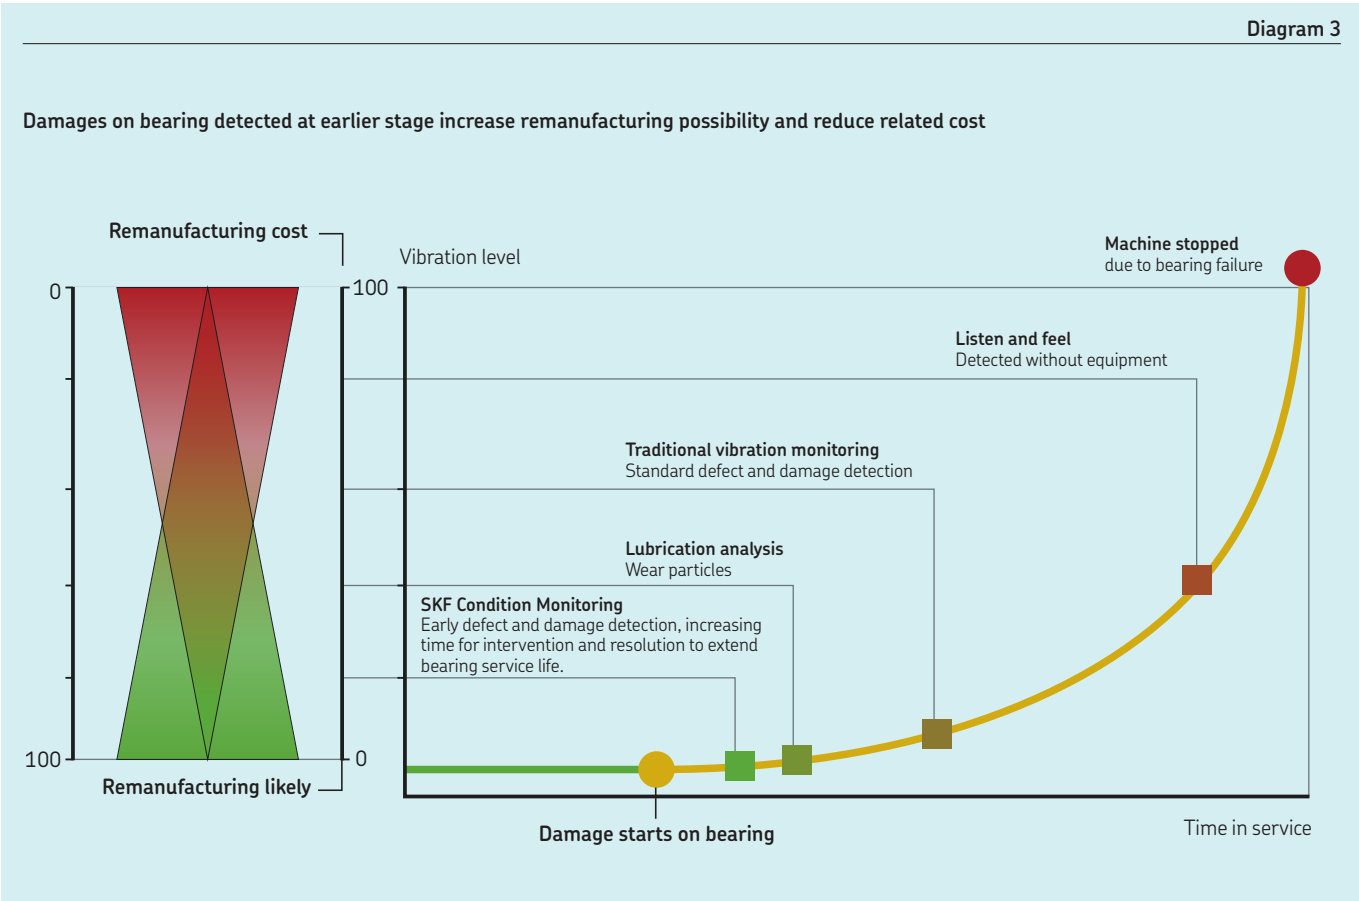 Diagram 3
Damages on bearing detected at earlier stage increase remanufacturing possibility and reduce related cost
Remanufacturing cost
Vibration level
Machine stopped
due to bearing failure
0
100
Listen and feel
Detected without equipment
Traditional vibration monitoring
Standard defect and damage detection
Lubrication analysis
Wear particles
SKF Condition Monitoring
Early defect and damage detection, increasing
time for intervention and resolution to extend
bearing service life.
100
0
Remanufacturing likely
Damage starts on bearing
Time in service